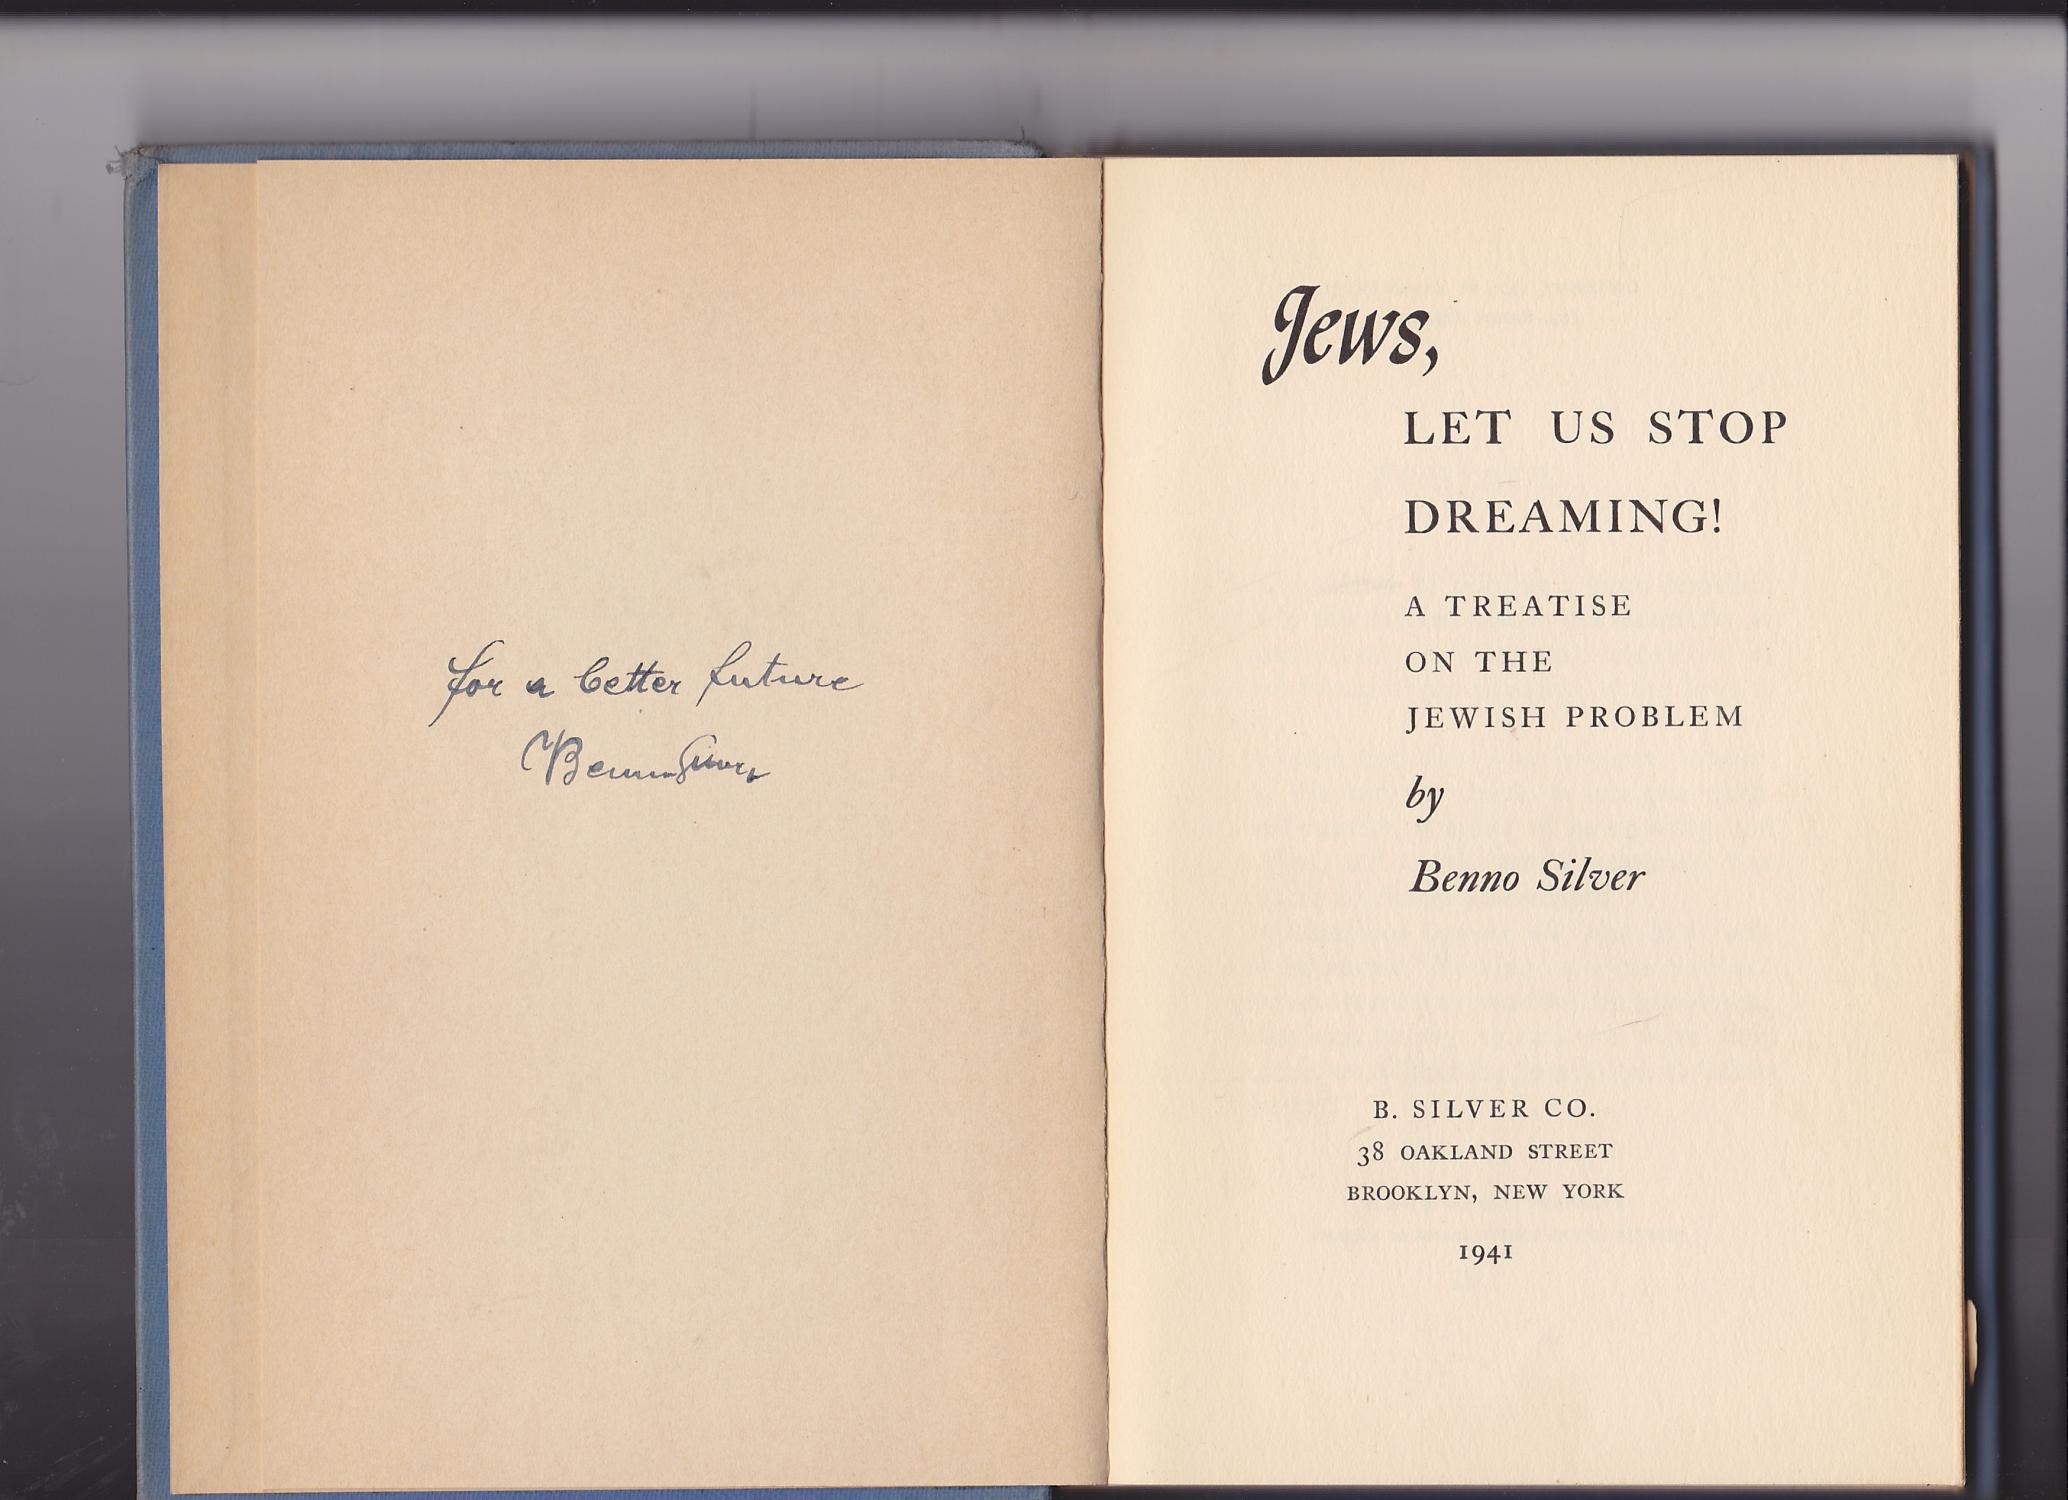 for a better future
Benno Silver
Jews,
LET US STOP
DREAMING!
A TREATISE
ON THE
JEWISH PROBLEM
by
Benno Silver
B. SILVER CO.
38 OAKLAND STREET
BROOKLYN, NEW YORK
1941